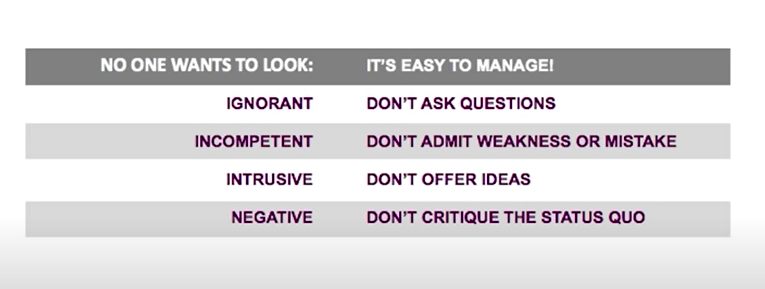 NO ONE WANTS TO LOOK: IT'S EASY TO MANAGE!
IGNORANT DON'T ASK QUESTIONS
INCOMPETENT DON'T ADMIT WEAKNESS OR MISTAKE
INTRUSIVE DON'T OFFER IDEAS
NEGATIVE DON'T CRITIQUE THE STATUS QUO